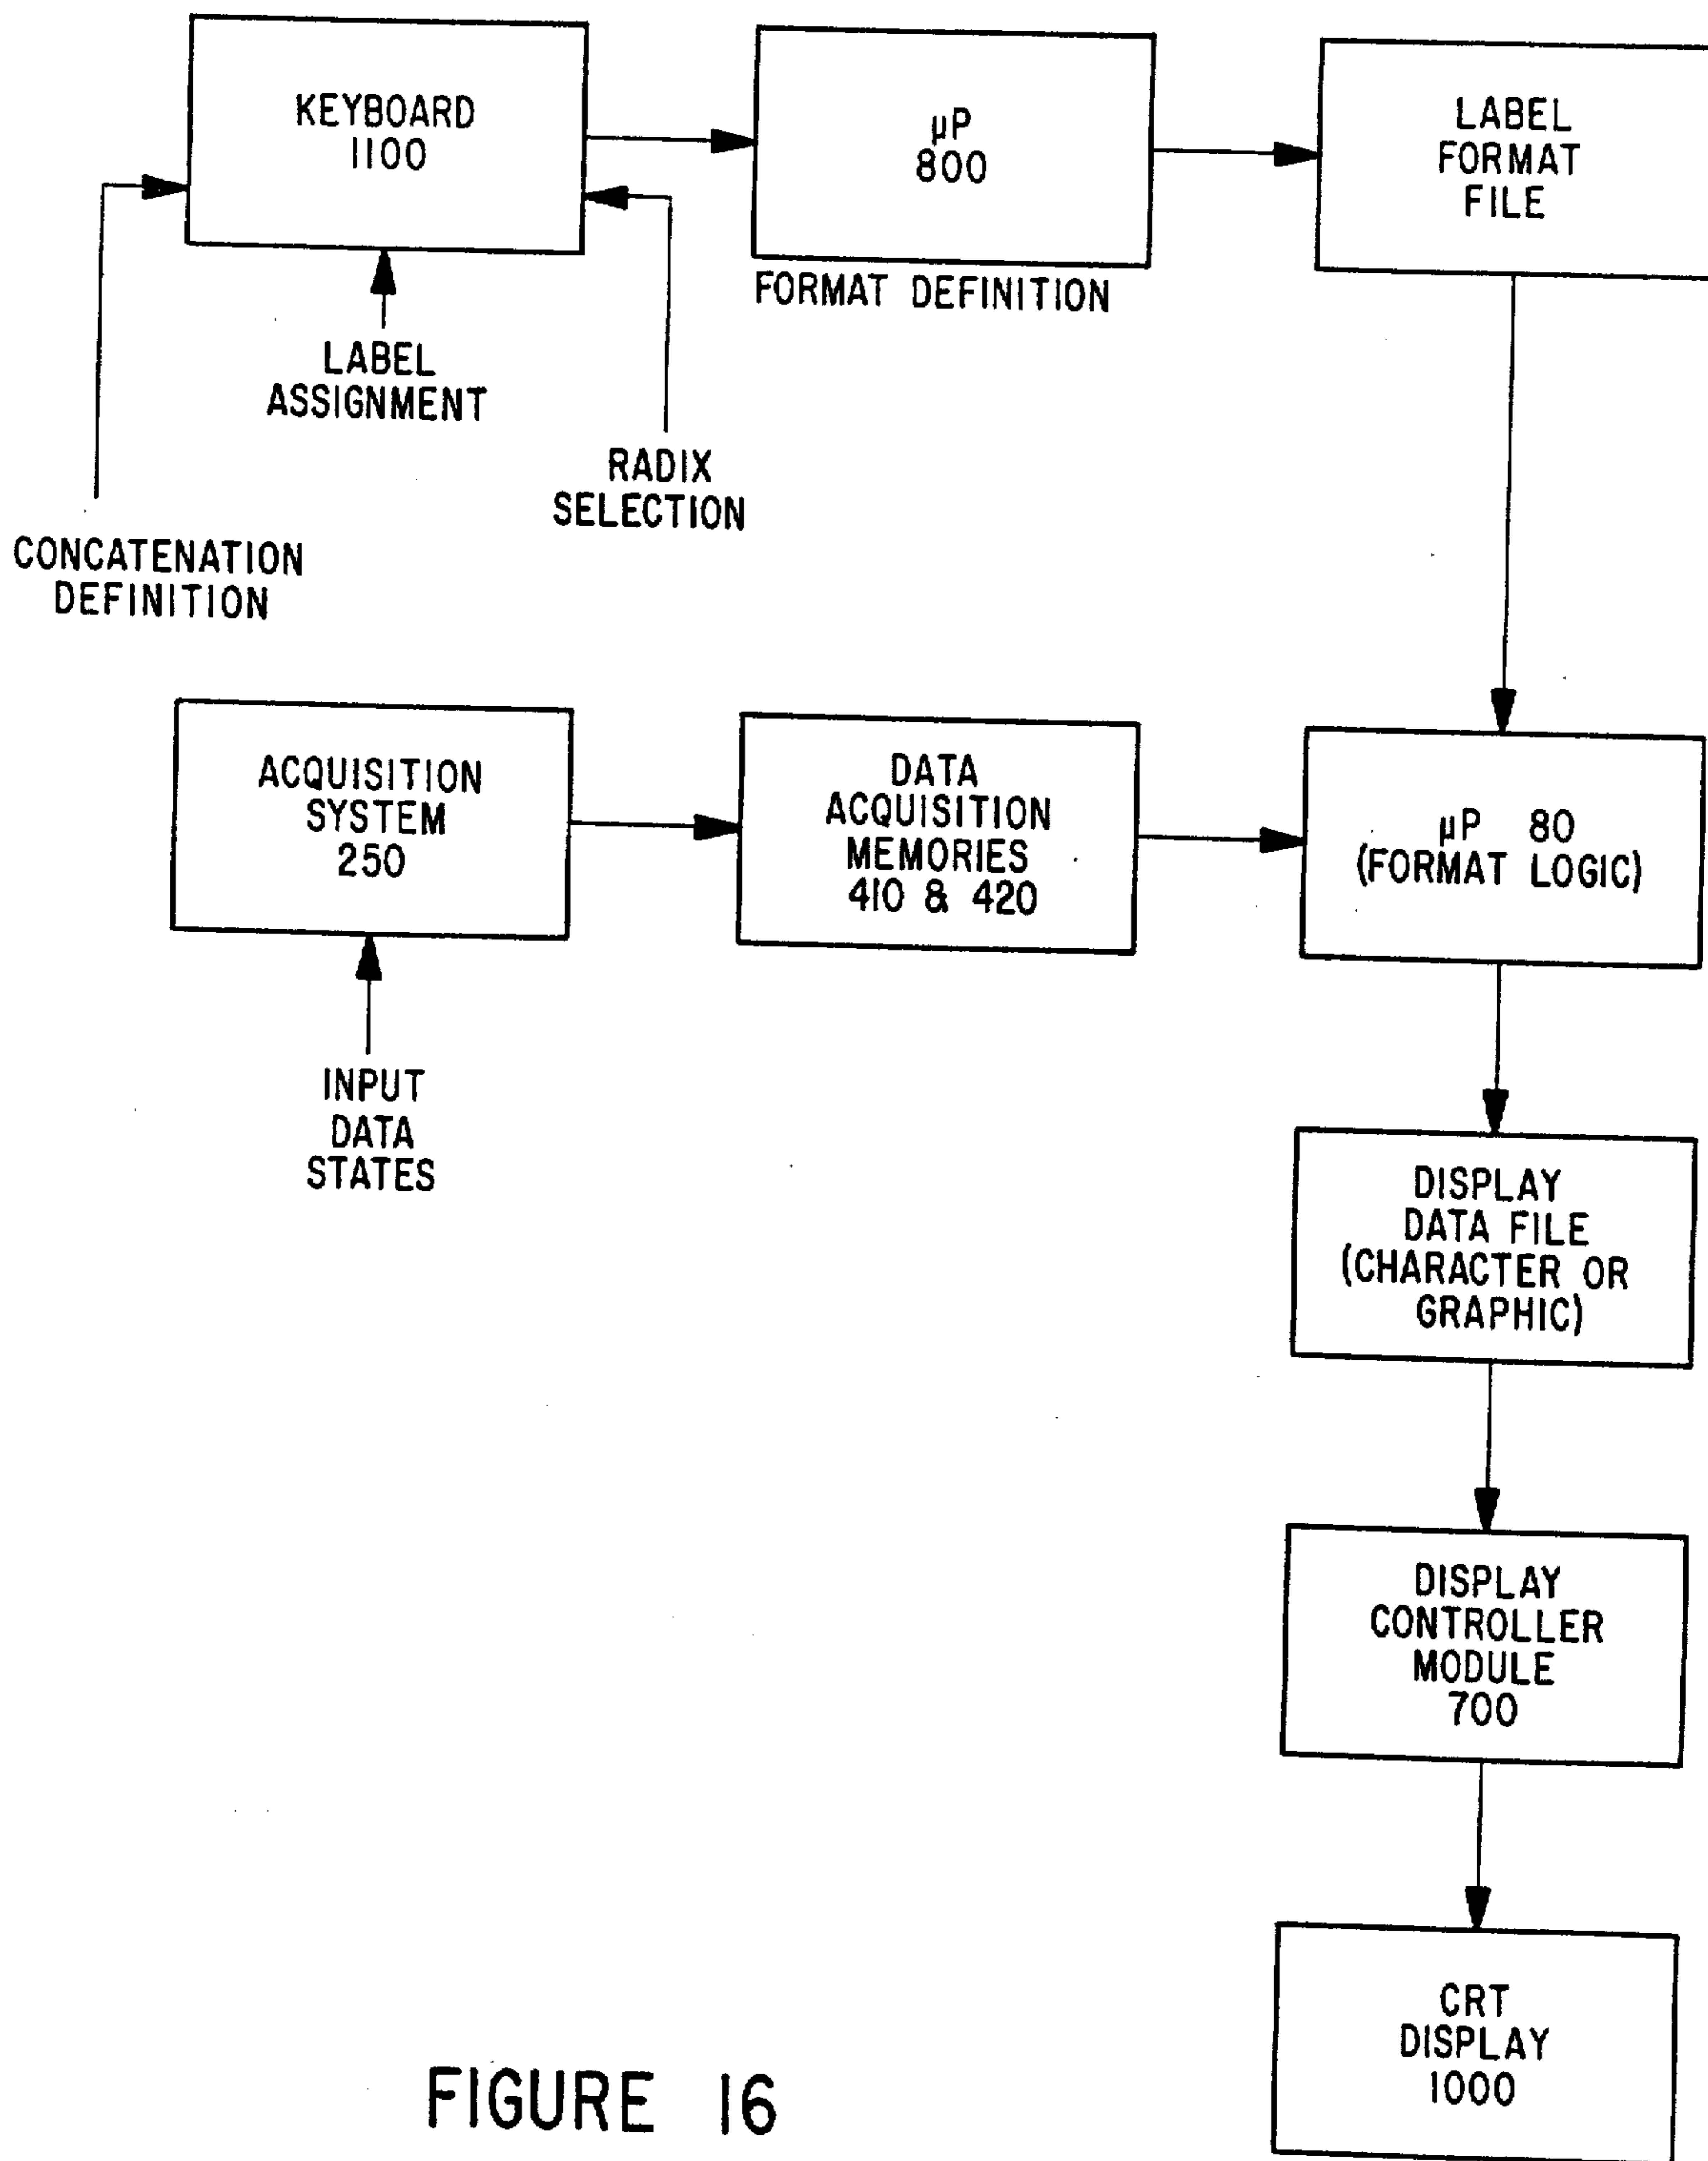 KEYBOARD
1100
µP
800
LABEL
FORMAT
FILE
FORMAT DEFINITION
LABEL
ASSIGNMENT
RADIX
SELECTION
CONCATENATION
DEFINITION
ACQUISITION
SYSTEM
250
DATA
ACQUISITION
MEMORIES
410 & 420
µP 80
(FORMAT LOGIC)
INPUT
DATA
STATES
DISPLAY
DATA FILE
(CHARACTER OR
GRAPHIC)
DISPLAY
CONTROLLER
MODULE
700
CRT
DISPLAY
1000
FIGURE 16